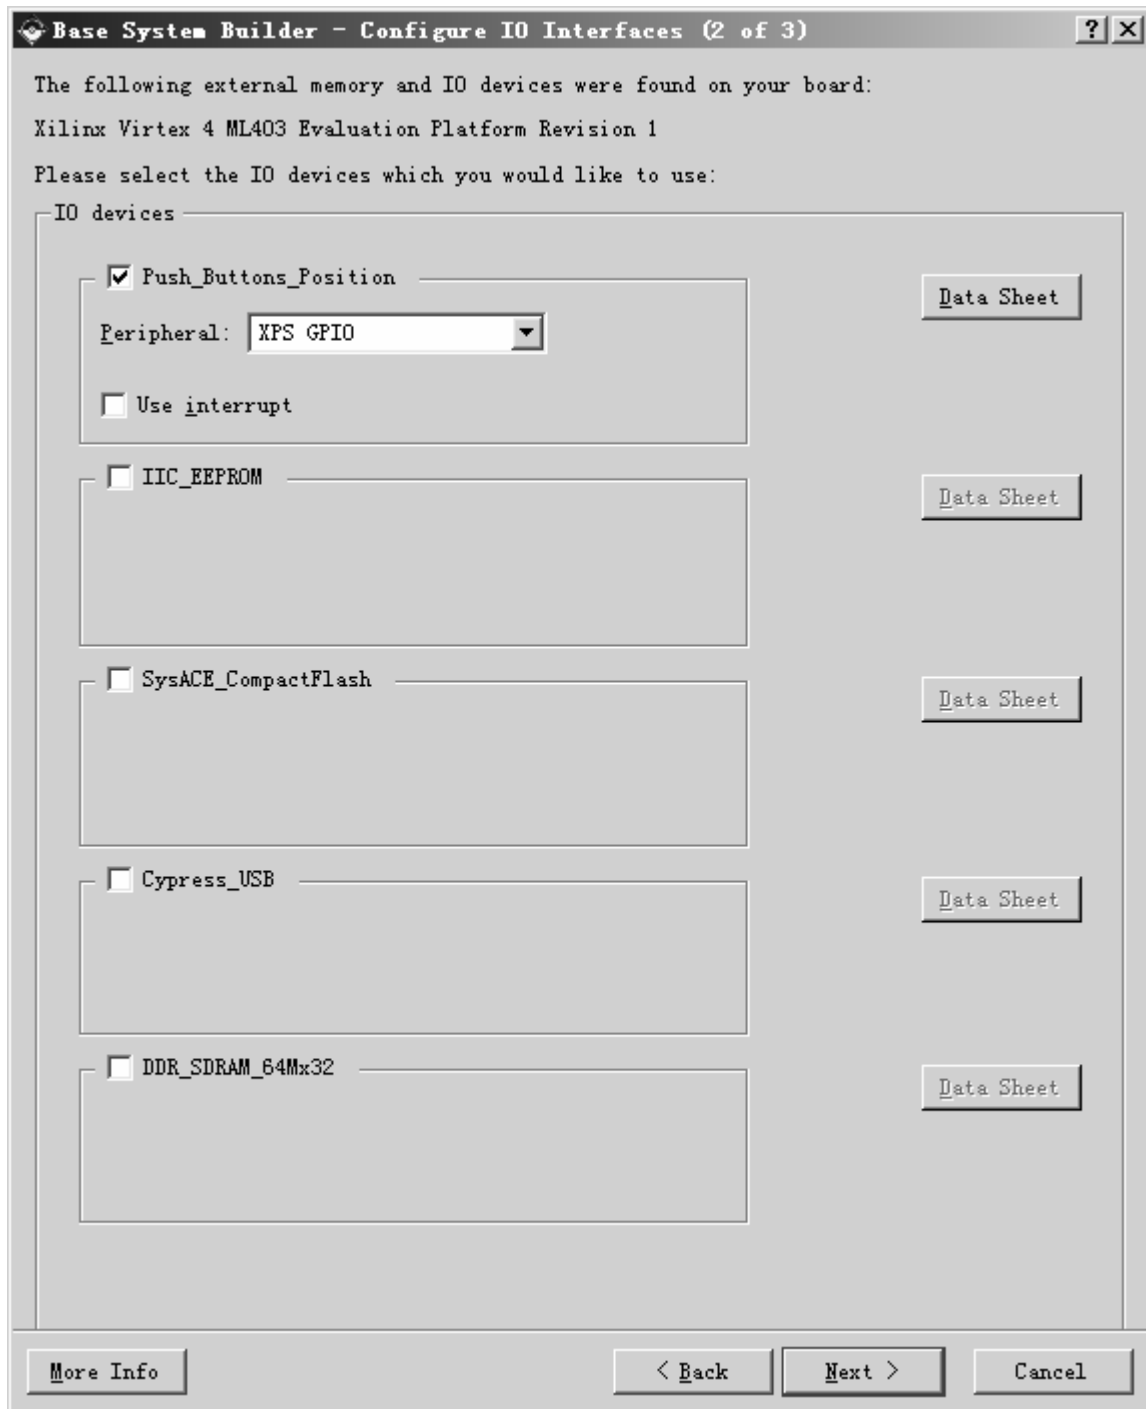 Base System Builder - Configure IO Interfaces (2 of 3)
The following external memory and IO devices were found on your board:
Xilinx Virtex 4 ML403 Evaluation Platform Revision 1
Please select the IO devices which you would like to use:
IO devices
Push_Buttons_Position
Data Sheet
Peripheral: XPS GPIO
Use interrupt
IIC_EEPROM
Data Sheet
SysACE_CompactFlash
Data Sheet
Cypress_USB
Data Sheet
DDR_SDRAM_64Mx32
Data Sheet
More Info < Back Next > Cancel